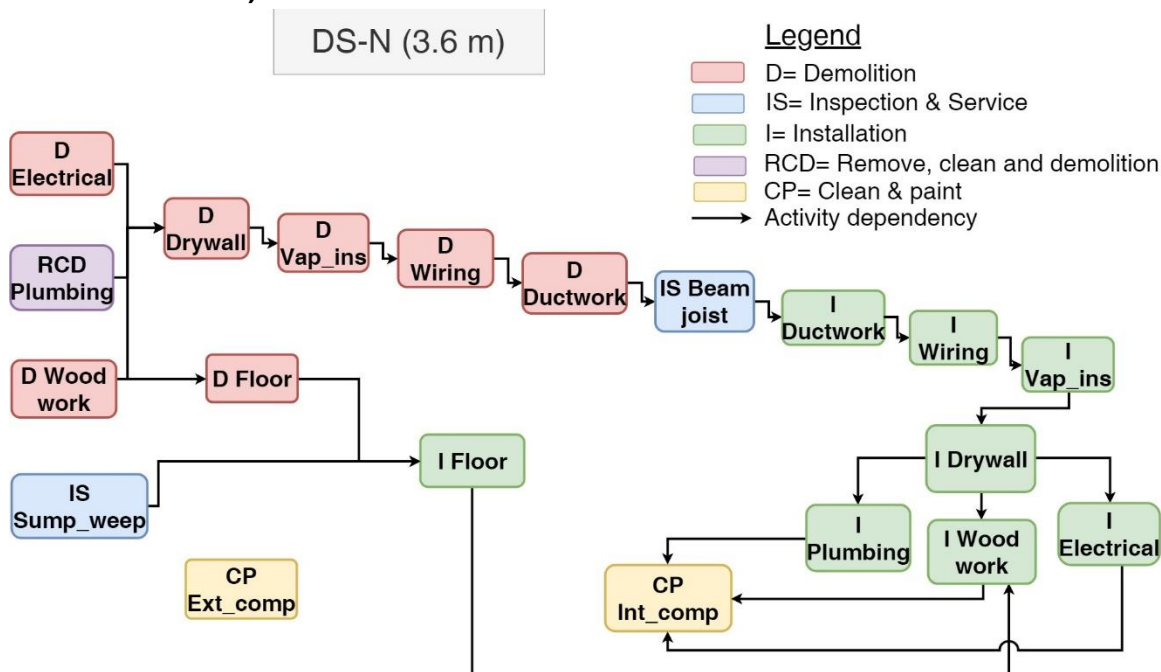 DS-N (3.6 m)
Legend
D= Demolition
IS= Inspection & Service
I= Installation
RCD= Remove, clean and demolition
CP= Clean & paint
Activity dependency
D
Electrical
RCD
Plumbing
D Wood
work
IS
Sump_weep
D
Drywall
D
Vap_ins
D
Wiring
D
Ductwork
IS Beam
joist
I
Ductwork
I
Wiring
I
Vap_ins
D Floor
I Floor
I Drywall
I
Plumbing
I Wood
work
I
Electrical
CP
Ext_comp
CP
Int_comp